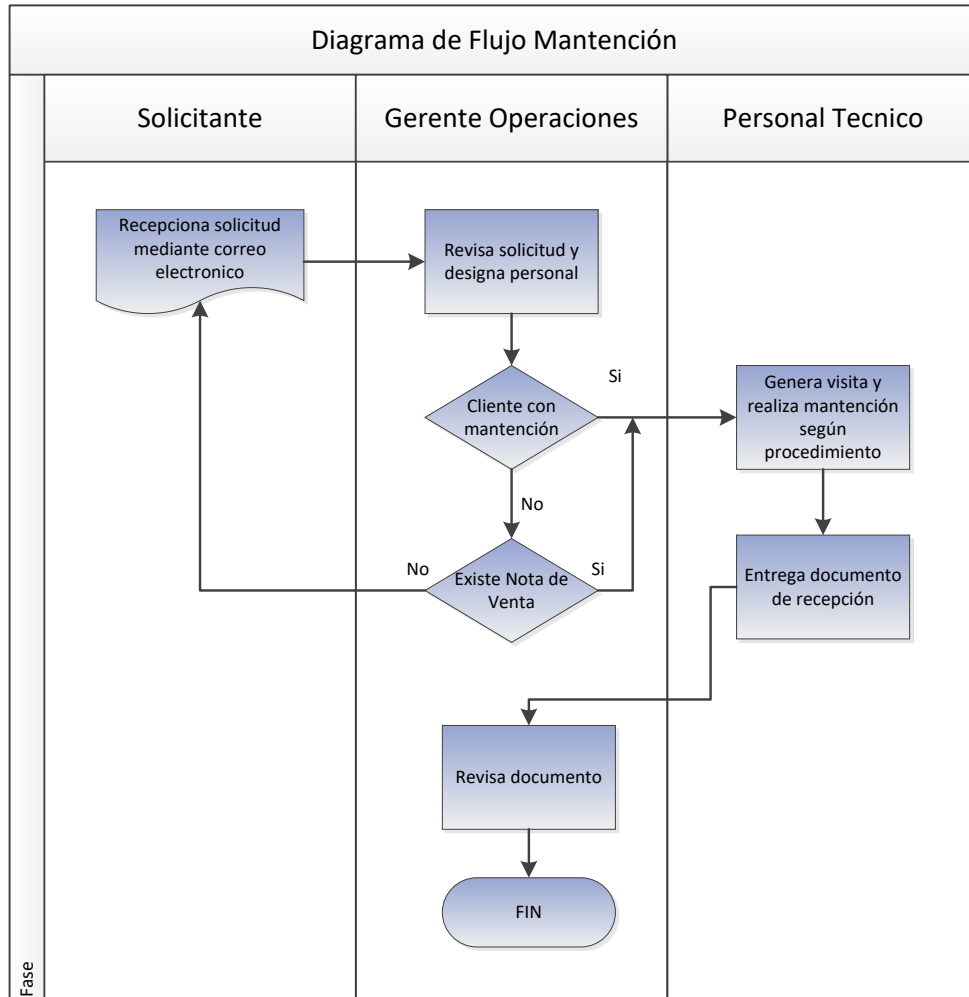 Diagrama de Flujo Mantención
Solicitante
Gerente Operaciones
Personal Tecnico
Recepciona solicitud
mediante correo
electronico
Revisa solicitud y
designa personal
Si
Cliente con
mantención
Genera visita y
realiza mantención
según
procedimiento
No
No
Existe Nota de
Venta
Si
Entrega documento
de recepción
Revisa documento
FIN
Fase